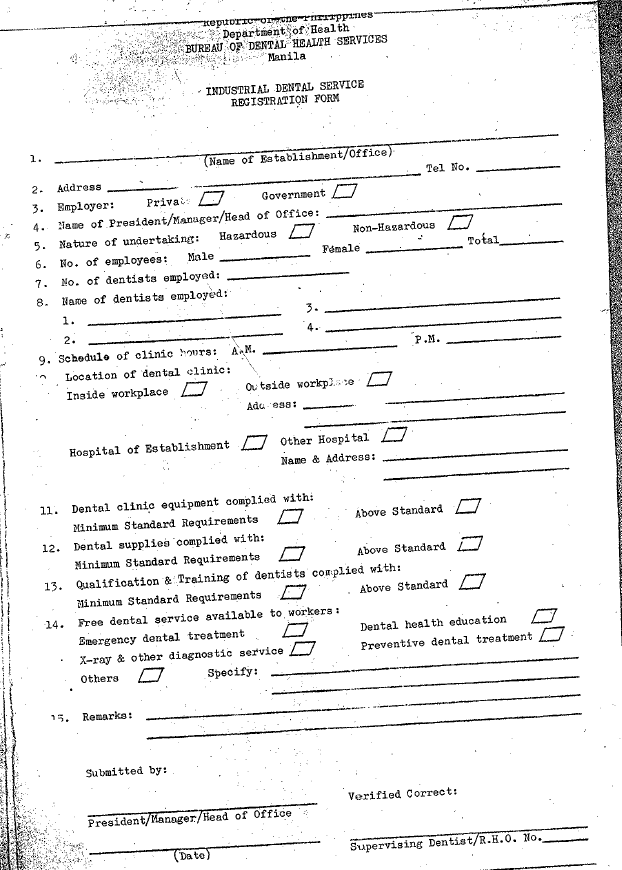 Republic of the Philippines
Department of Health
BUREAU OF DENTAL HEALTH SERVICES
Manila
INDUSTRIAL DENTAL SERVICE
REGISTRATION FORM
1.
(Name of Establishment/Office)
2. Address Tel No.
3. Employer: Private Government
4. Name of President/Manager/Head of Office:
5. Nature of undertaking: Hazardous Non-Hazardous
6. No. of employees: Male Female Total
7. No. of dentists employed:
8. Name of dentists employed:
1. 3.
2. 4.
9. Schedule of clinic hours: A.M. P.M.
Location of dental clinic:
Inside workplace Outside workplace
Address:
Hospital of Establishment Other Hospital
Name & Address:
11. Dental clinic equipment complied with:
Minimum Standard Requirements Above Standard
12. Dental supplies complied with:
Minimum Standard Requirements Above Standard
13. Qualification & Training of dentists complied with:
Minimum Standard Requirements Above Standard
14. Free dental service available to workers:
Emergency dental treatment Dental health education
X-ray & other diagnostic service Preventive dental treatment
Others Specify:
15. Remarks:
Submitted by:
Verified Correct:
President/Manager/Head of Office
Supervising Dentist/R.H.O. No.
(Date)